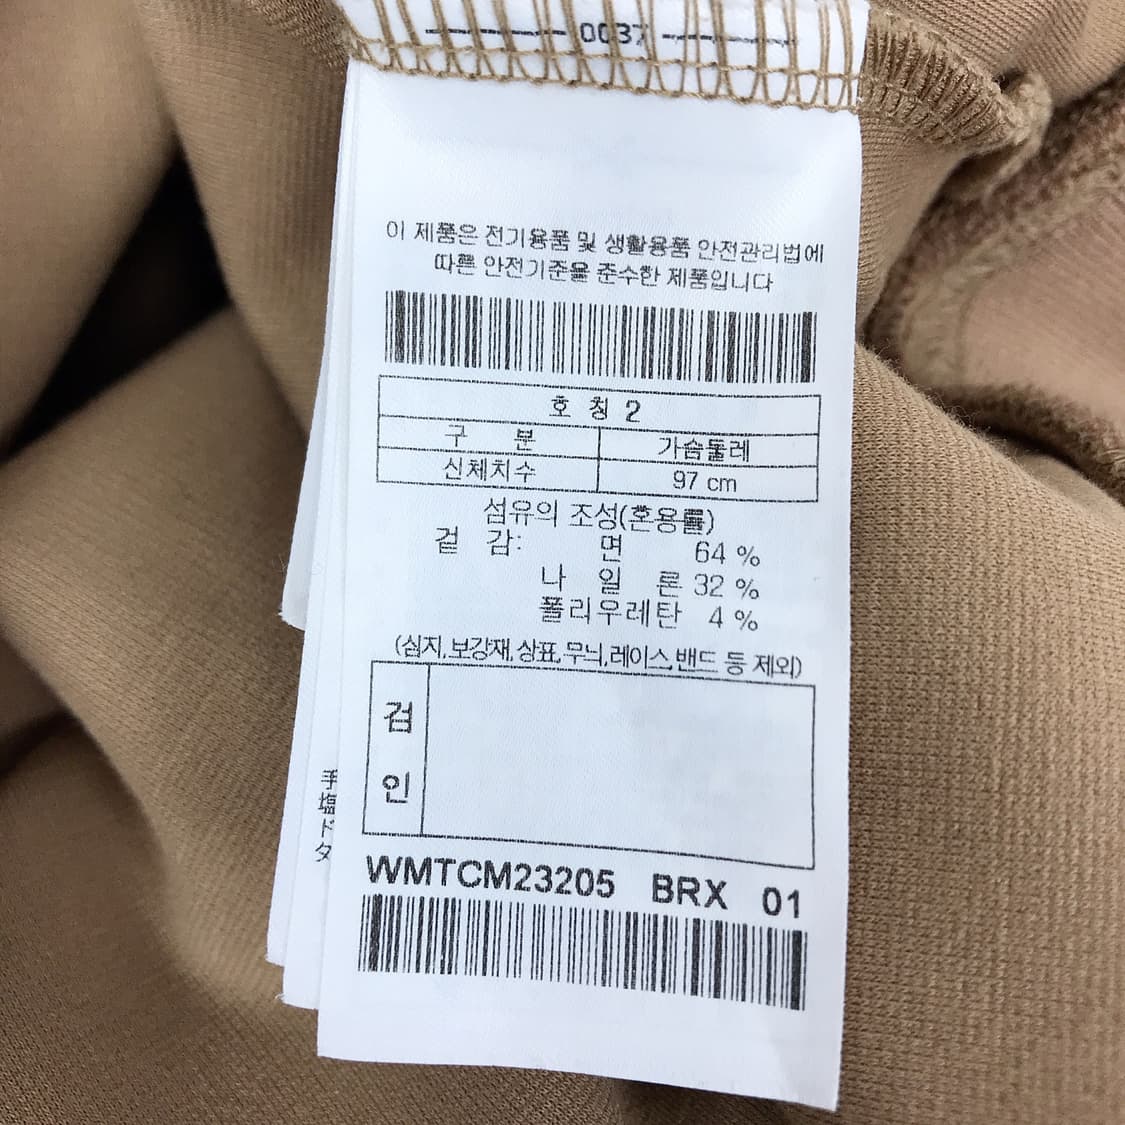 0037
이 제품은 전기용품 및 생활용품 안전관리법에
따른 안전기준을 준수한 제품입니다
호 칭 2
구 분 가슴둘레
신체치수 97 cm
섬유의 조성(혼용률)
겉 감: 면 64 %
나 일 론 32 %
폴리우레탄 4 %
(심지,보강재,상표,무늬,레이스,밴드 등 제외)
검
인
手
塩
ド
タ
WMTCM23205 BRX 01